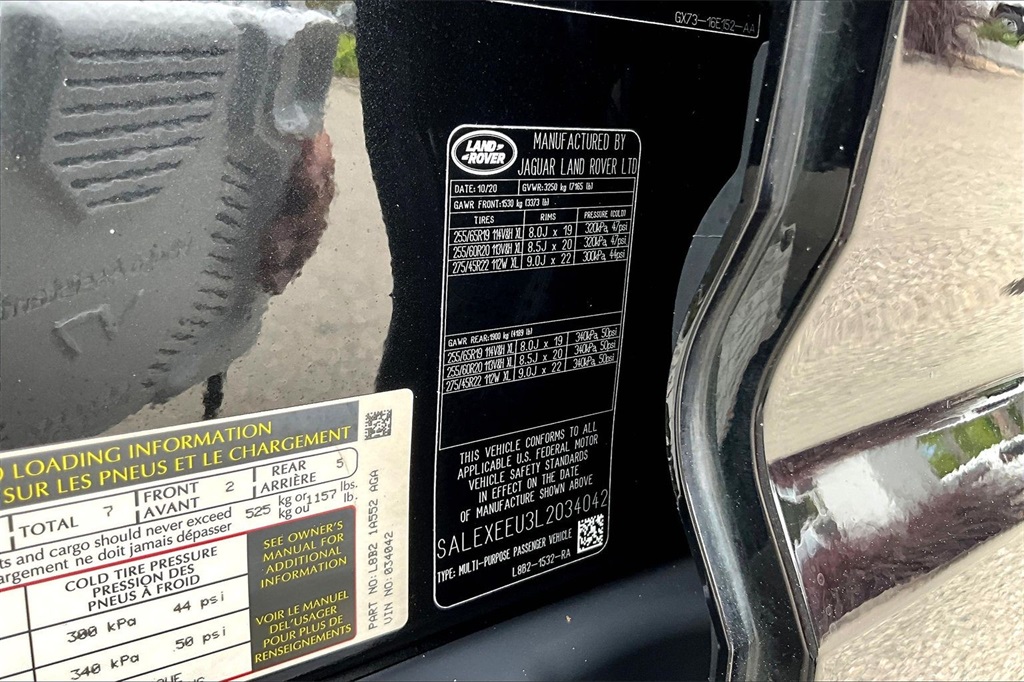 GX73-16E152-AA
LAND ROVER
MANUFACTURED BY
JAGUAR LAND ROVER LTD
DATE: 10/20 GVWR: 3250 kg (7165 lb)
GAWR FRONT: 1530 kg (3373 lb)
TIRES RIMS PRESSURE (COLD)
255/65R19 114V&H XL 8.0J x 19 320kPa, 47psi
255/60R20 113V&H XL 8.5J x 20 320kPa, 47psi
275/45R22 112W XL 9.0J x 22 300kPa, 44psi
GAWR REAR: 1900 kg (4189 lb)
255/65R19 114V&H XL 8.0J x 19 340kPa, 50psi
255/60R20 113V&H XL 8.5J x 20 340kPa, 50psi
275/45R22 112W XL 9.0J x 22 340kPa, 50psi
THIS VEHICLE CONFORMS TO ALL
APPLICABLE U.S. FEDERAL MOTOR
VEHICLE SAFETY STANDARDS
IN EFFECT ON THE DATE
OF MANUFACTURE SHOWN ABOVE
SALEXEEU3L2034042
TYPE: MULTI-PURPOSE PASSENGER VEHICLE
L8B2-1532-RA
LOADING INFORMATION
SUR LES PNEUS ET LE CHARGEMENT
TOTAL 7 FRONT AVANT 2 REAR ARRIÈRE 5
and cargo should never exceed 525 kg or 1157 lbs.
ne doit jamais dépasser kg ou lb.
COLD TIRE PRESSURE
PRESSION DES
PNEUS À FROID
300 kPa 44 psi
340 kPa 50 psi
SEE OWNER'S
MANUAL FOR
ADDITIONAL
INFORMATION
VOIR LE MANUEL
DE L'USAGER
POUR PLUS DE
RENSEIGNEMENTS
PART NO: L8B2 1A552 AGA
VIN NO: 034042